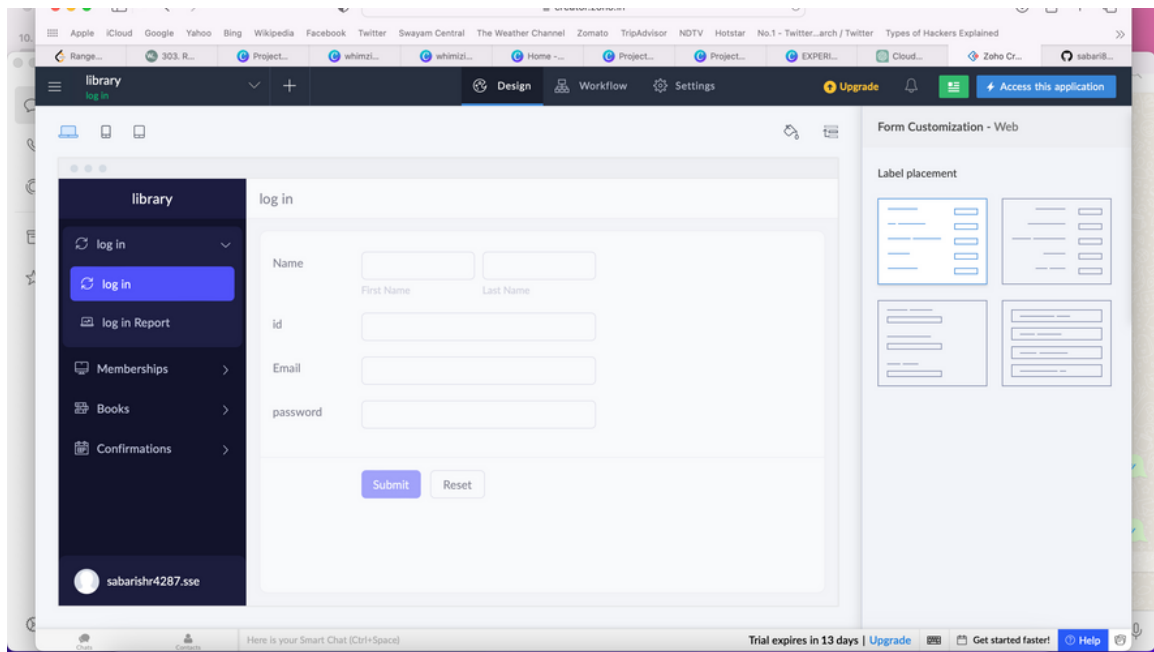 creator.zoho.in
Apple iCloud Google Yahoo Bing Wikipedia Facebook Twitter Swayam Central The Weather Channel Zomato TripAdvisor NDTV Hotstar No.1 - Twitter...arch / Twitter Types of Hackers Explained
10.
Range... 303. R... Project... whimzi... whimizi... Home -... Project... Project... EXPERI... Cloud... Zoho Cr... sabari8...
library
log in
Design Workflow Settings
Upgrade
Access this application
Form Customization - Web
Label placement
library
log in
log in
log in Report
Memberships
Books
Confirmations
sabarishr4287.sse
log in
Name
First Name Last Name
id
Email
password
Submit Reset
Chats Contacts
Here is your Smart Chat (Ctrl+Space)
Trial expires in 13 days | Upgrade
Get started faster!
Help